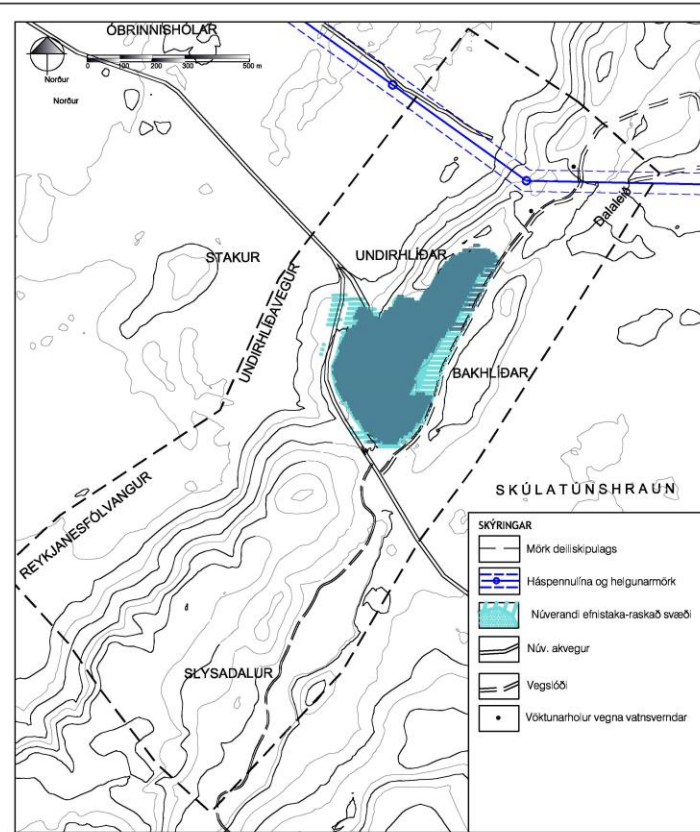 ÓBRINNISHÓLAR
0 100 200 300 500 m
Norður
Norður
Dalaleið
STAKUR
UNDIRHLÍÐAR
UNDIRHLÍÐAVEGUR
BAKHLÍÐAR
REYKJANESFÓLVANGUR
SKÚLATÚNSHRAUN
SLYSADALUR
SKÝRINGAR
Mörk deiliskipulags
Háspennulína og helgunarmörk
Núverandi efnistaka-raskað svæði
Núv. akvegur
Vegslóði
Vöktunarholur vegna vatnsverndar